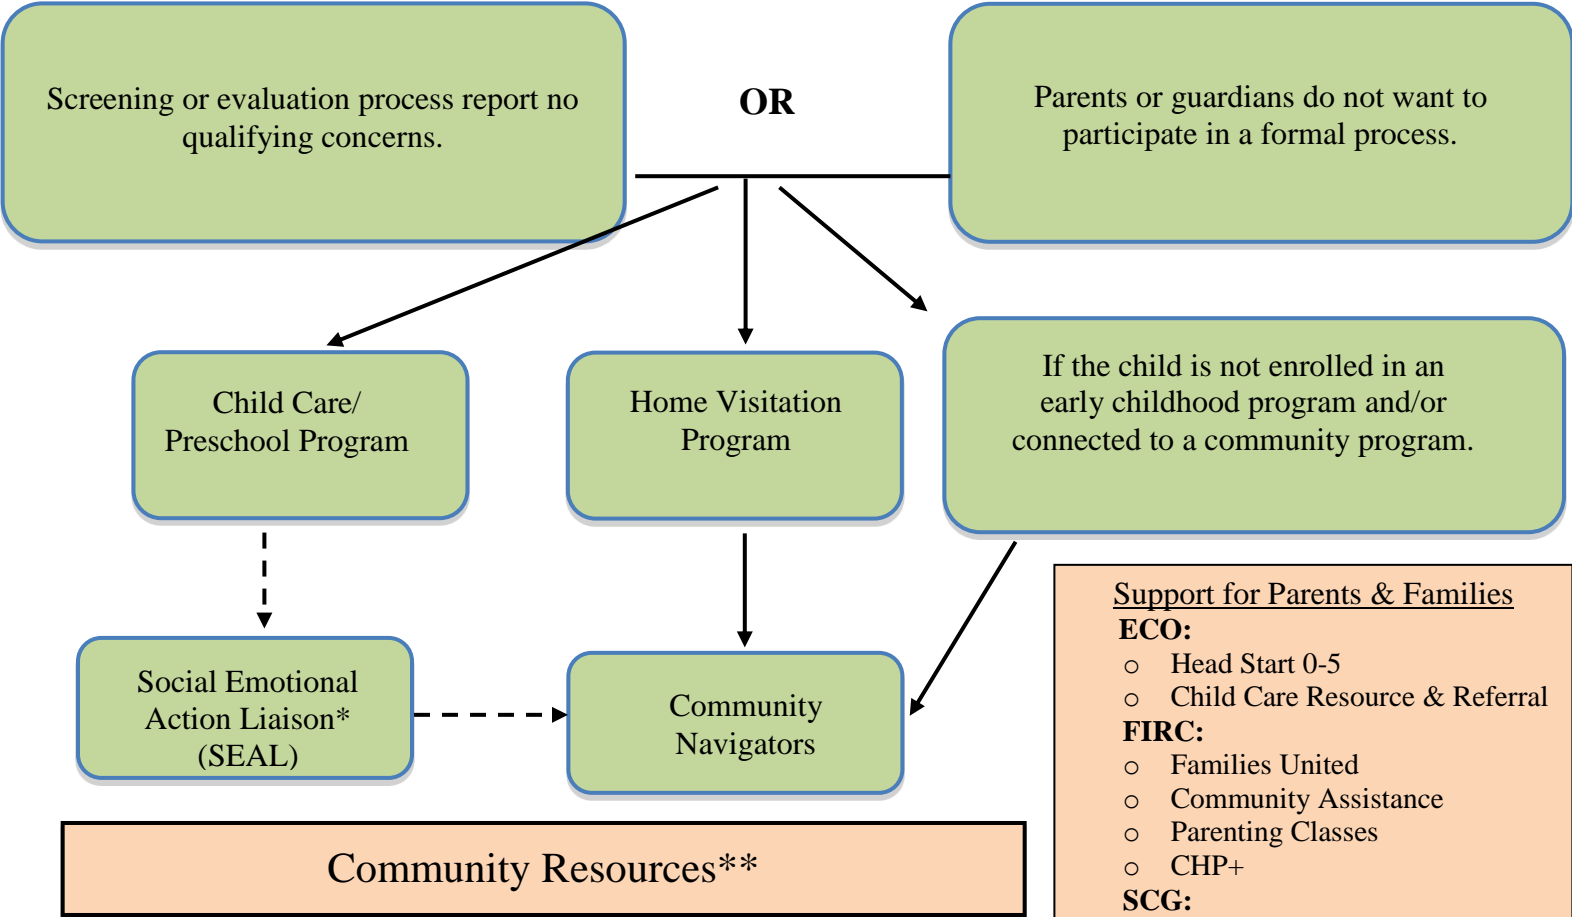 Screening or evaluation process report no
qualifying concerns.
OR
Parents or guardians do not want to
participate in a formal process.
Child Care/
Preschool Program
Home Visitation
Program
If the child is not enrolled in an
early childhood program and/or
connected to a community program.
Social Emotional
Action Liaison*
(SEAL)
Community
Navigators
Community Resources**
Support for Parents & Families
ECO:
o Head Start 0-5
o Child Care Resource & Referral
FIRC:
o Families United
o Community Assistance
o Parenting Classes
o CHP+
SCG: